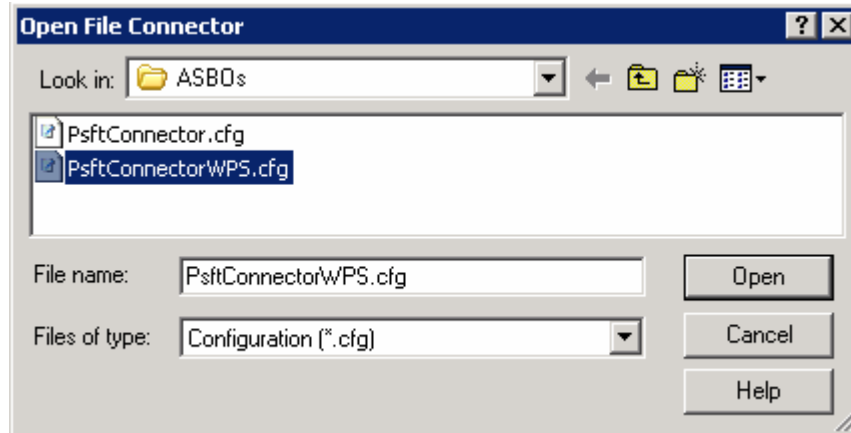 Open File Connector
Look in: ASBOs
PsftConnector.cfg
PsftConnectorWPS.cfg
File name: PsftConnectorWPS.cfg Open
Files of type: Configuration (*.cfg) Cancel
Help